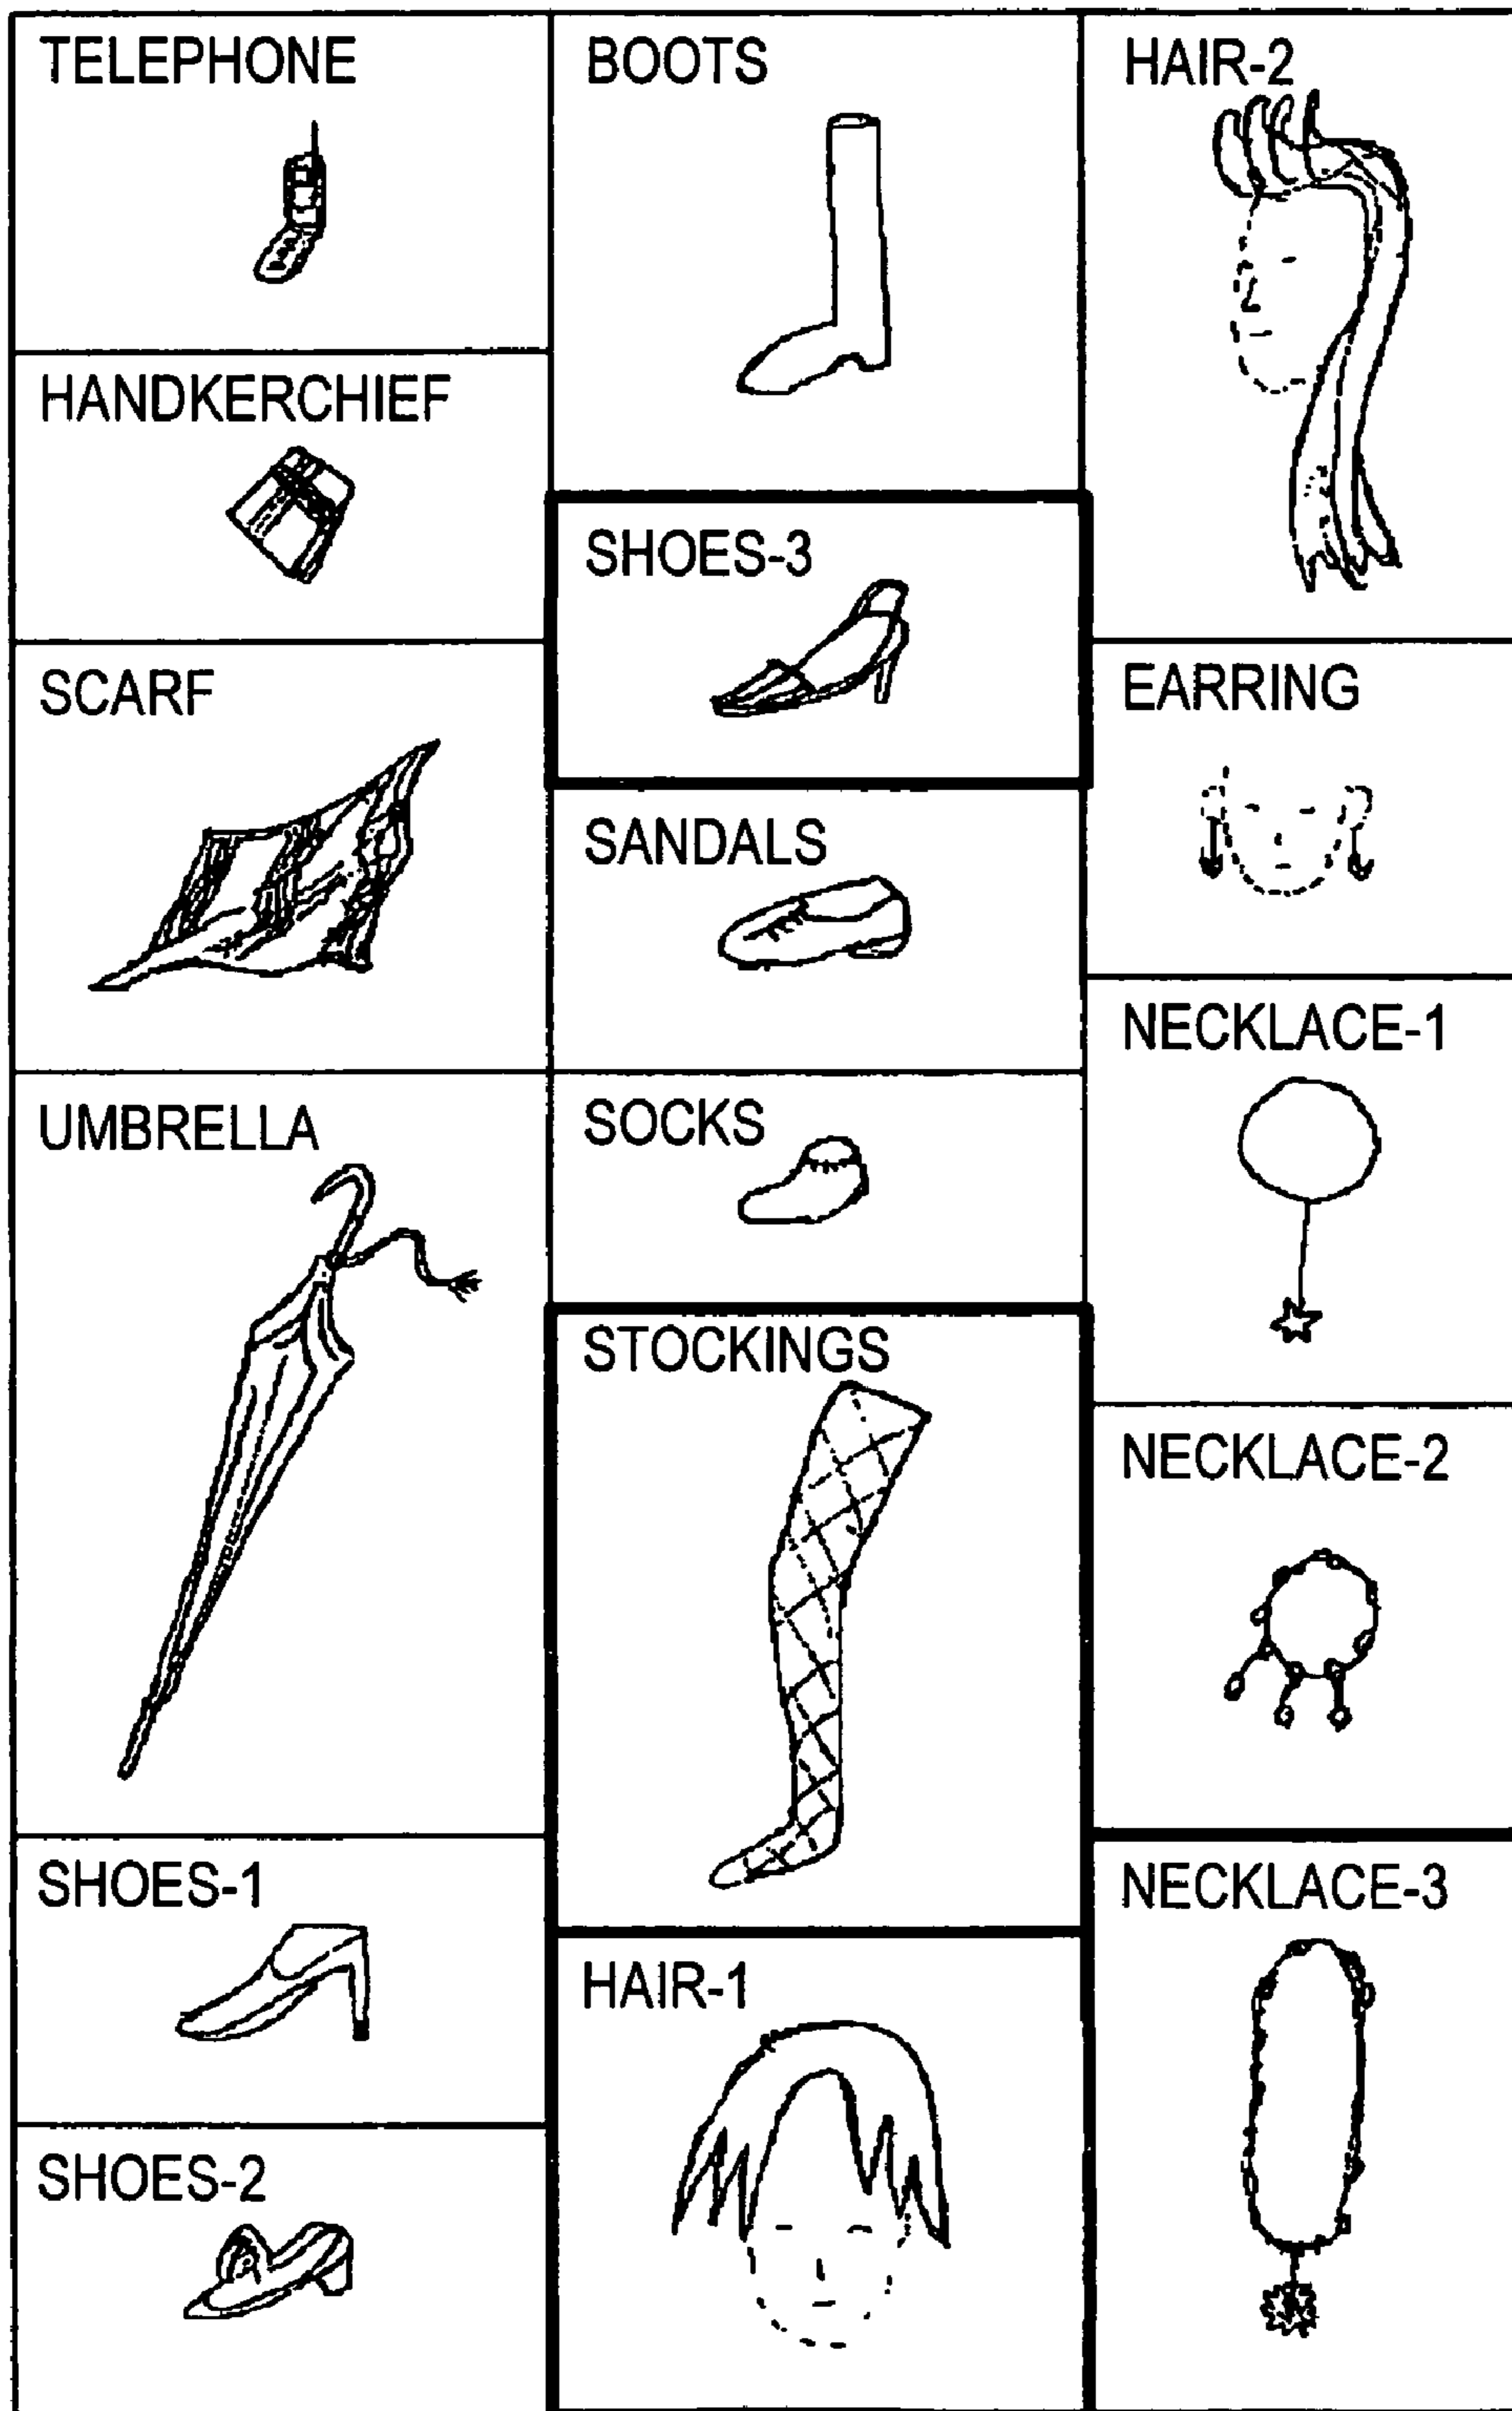 TELEPHONE
HANDKERCHIEF
SCARF
UMBRELLA
SHOES-1
SHOES-2
BOOTS
SHOES-3
SANDALS
SOCKS
STOCKINGS
HAIR-1
HAIR-2
EARRING
NECKLACE-1
NECKLACE-2
NECKLACE-3